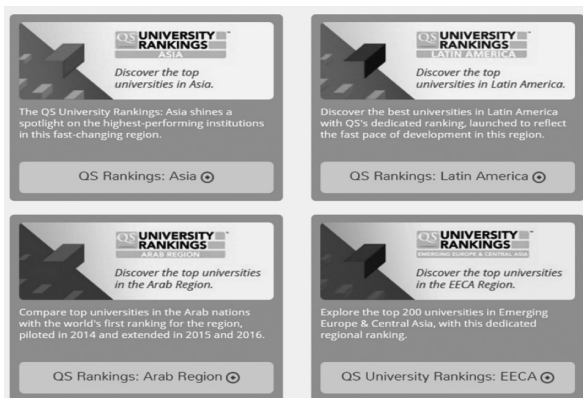 QS UNIVERSITY
RANKINGS
ASIA
Discover the top
universities in Asia.
The QS University Rankings: Asia shines a
spotlight on the highest-performing institutions
in this fast-changing region.
QS Rankings: Asia
QS UNIVERSITY
RANKINGS
LATIN AMERICA
Discover the top
universities in Latin America.
Discover the best universities in Latin America
with QS's dedicated ranking, launched to reflect
the fast pace of development in this region.
QS Rankings: Latin America
QS UNIVERSITY
RANKINGS
ARAB REGION
Discover the top universities
in the Arab Region.
Compare top universities in the Arab nations
with the world's first ranking for the region,
piloted in 2014 and extended in 2015 and 2016.
QS Rankings: Arab Region
QS UNIVERSITY
RANKINGS
EMERGING EUROPE & CENTRAL ASIA
Discover the top universities
in the EECA Region.
Explore the top 200 universities in Emerging
Europe & Central Asia, with this dedicated
regional ranking.
QS University Rankings: EECA